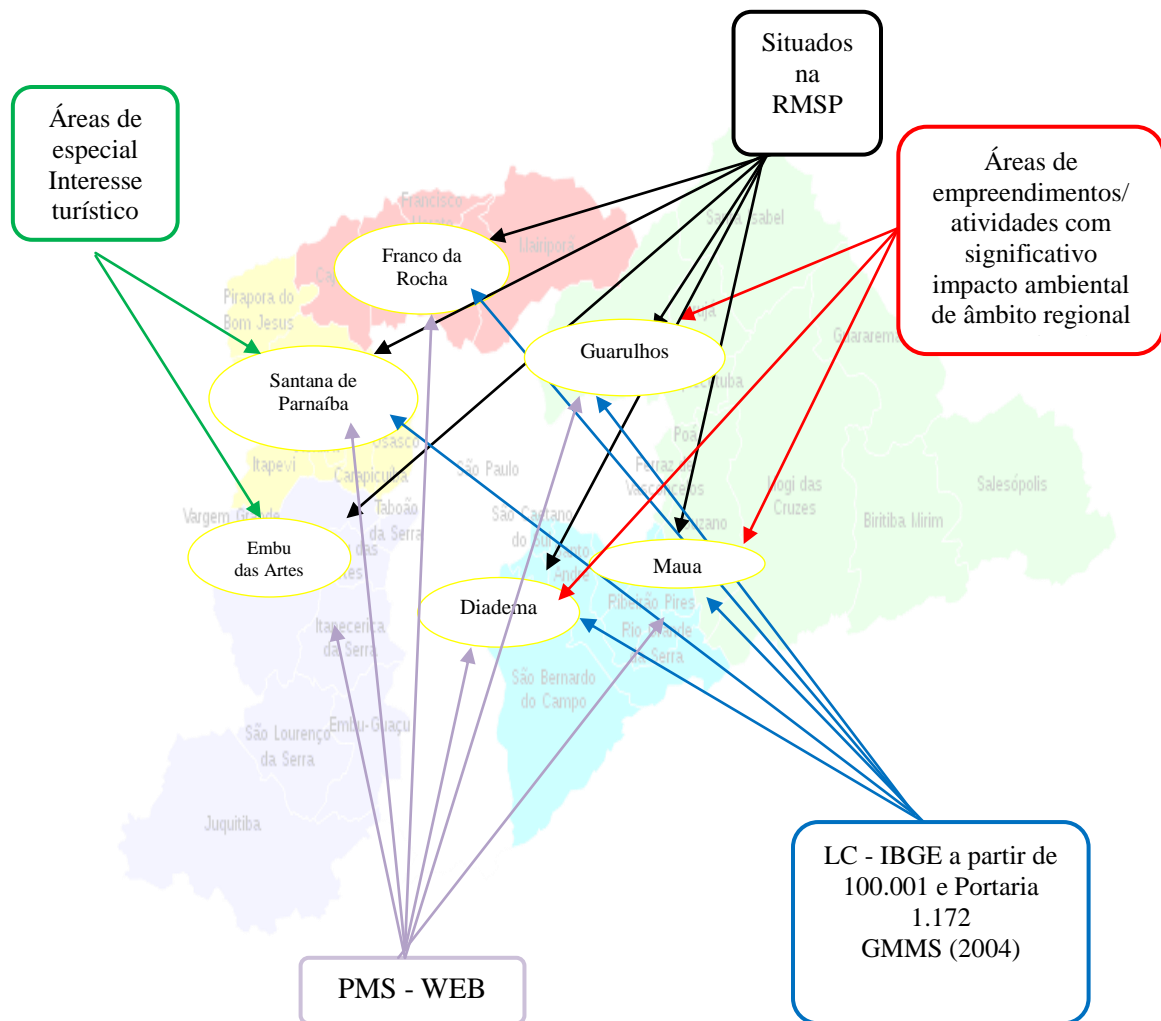 Situados
na
RMSP
Áreas de
especial
Interesse
turístico
Áreas de
empreendimentos/
atividades com
significativo
impacto ambiental
de âmbito regional
Francisco
Mairiporã
Franco da
Rocha
Pirapora do
Bom Jesus
Guararema
Guarulhos
Santana de
Parnaíba
Osasco
Poá
Itapevi
Carapicuíba
São Paulo
Ferraz de
Vasconcelos
Mogi das
Cruzes
Salesópolis
Biritiba Mirim
Vargem Grande
Taboão
da Serra
São Caetano
do Sul
Embu
das Artes
Maua
Diadema
Ribeirão Pires
Rio Grande
da Serra
Itapecerica
da Serra
São Bernardo
do Campo
Embu-Guaçu
São Lourenço
da Serra
Juquitiba
LC - IBGE a partir de
100.001 e Portaria
1.172
GMMS (2004)
PMS - WEB